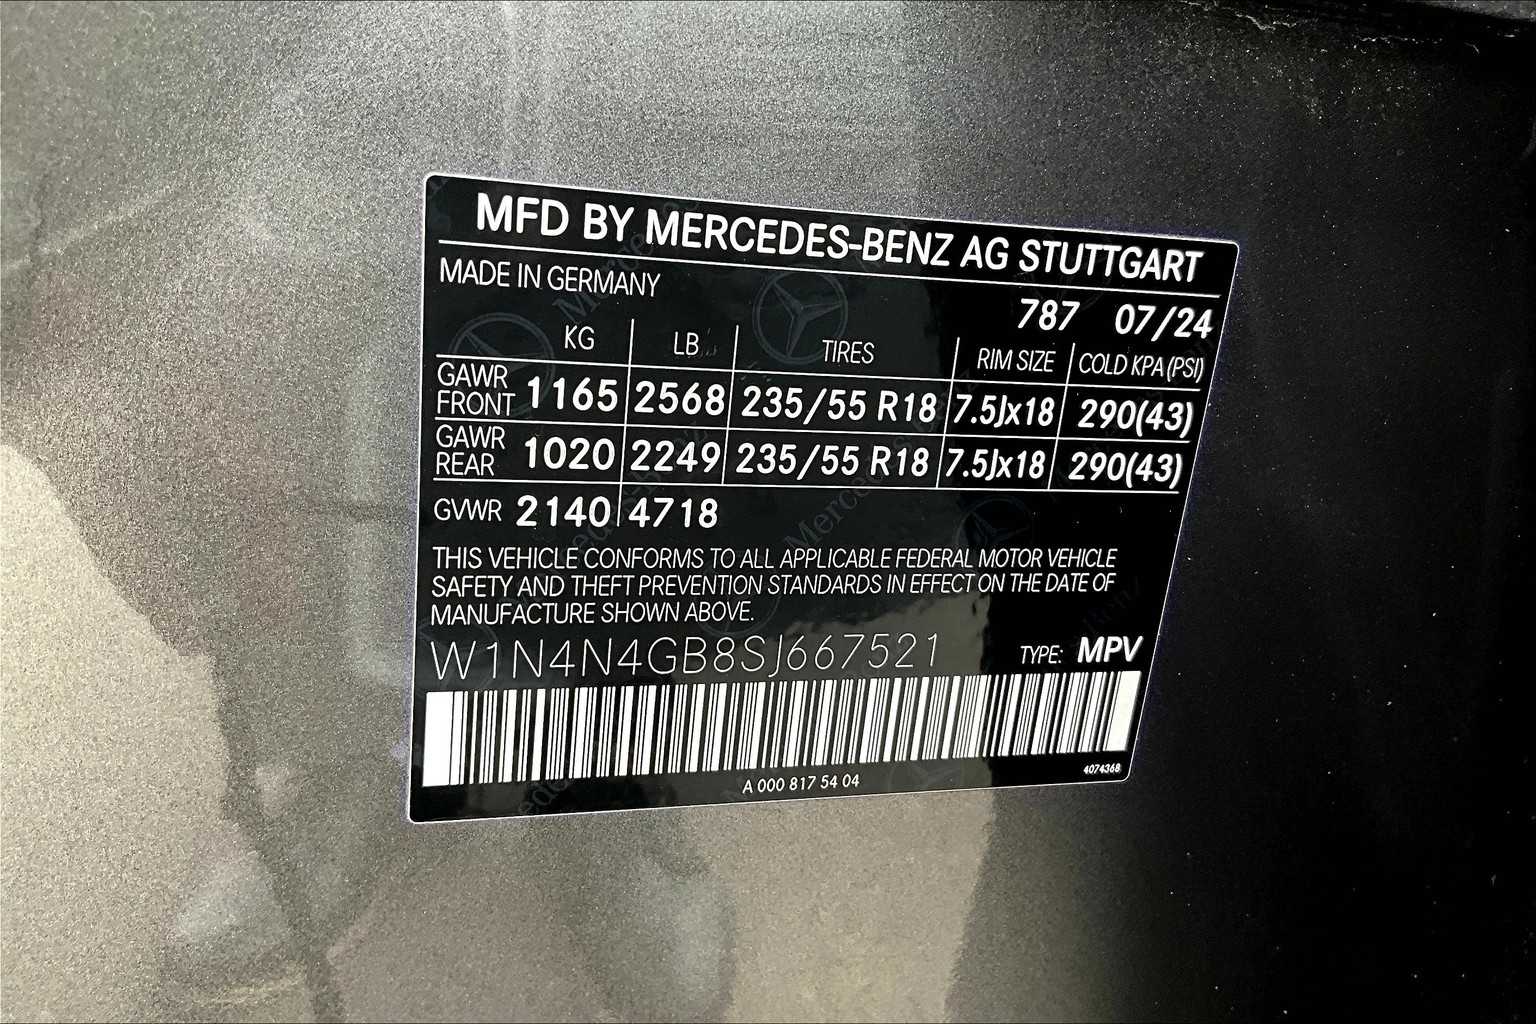 MFD BY MERCEDES-BENZ AG STUTTGART
MADE IN GERMANY
787 07/24
KG LB TIRES RIM SIZE COLD KPA(PSI)
GAWR FRONT 1165 2568 235/55 R18 7.5Jx18 290(43)
GAWR REAR 1020 2249 235/55 R18 7.5Jx18 290(43)
GVWR 2140 4718
THIS VEHICLE CONFORMS TO ALL APPLICABLE FEDERAL MOTOR VEHICLE
SAFETY AND THEFT PREVENTION STANDARDS IN EFFECT ON THE DATE OF
MANUFACTURE SHOWN ABOVE.
W1N4N4GB8SJ667521 TYPE: MPV
A 000 817 54 04
4074368